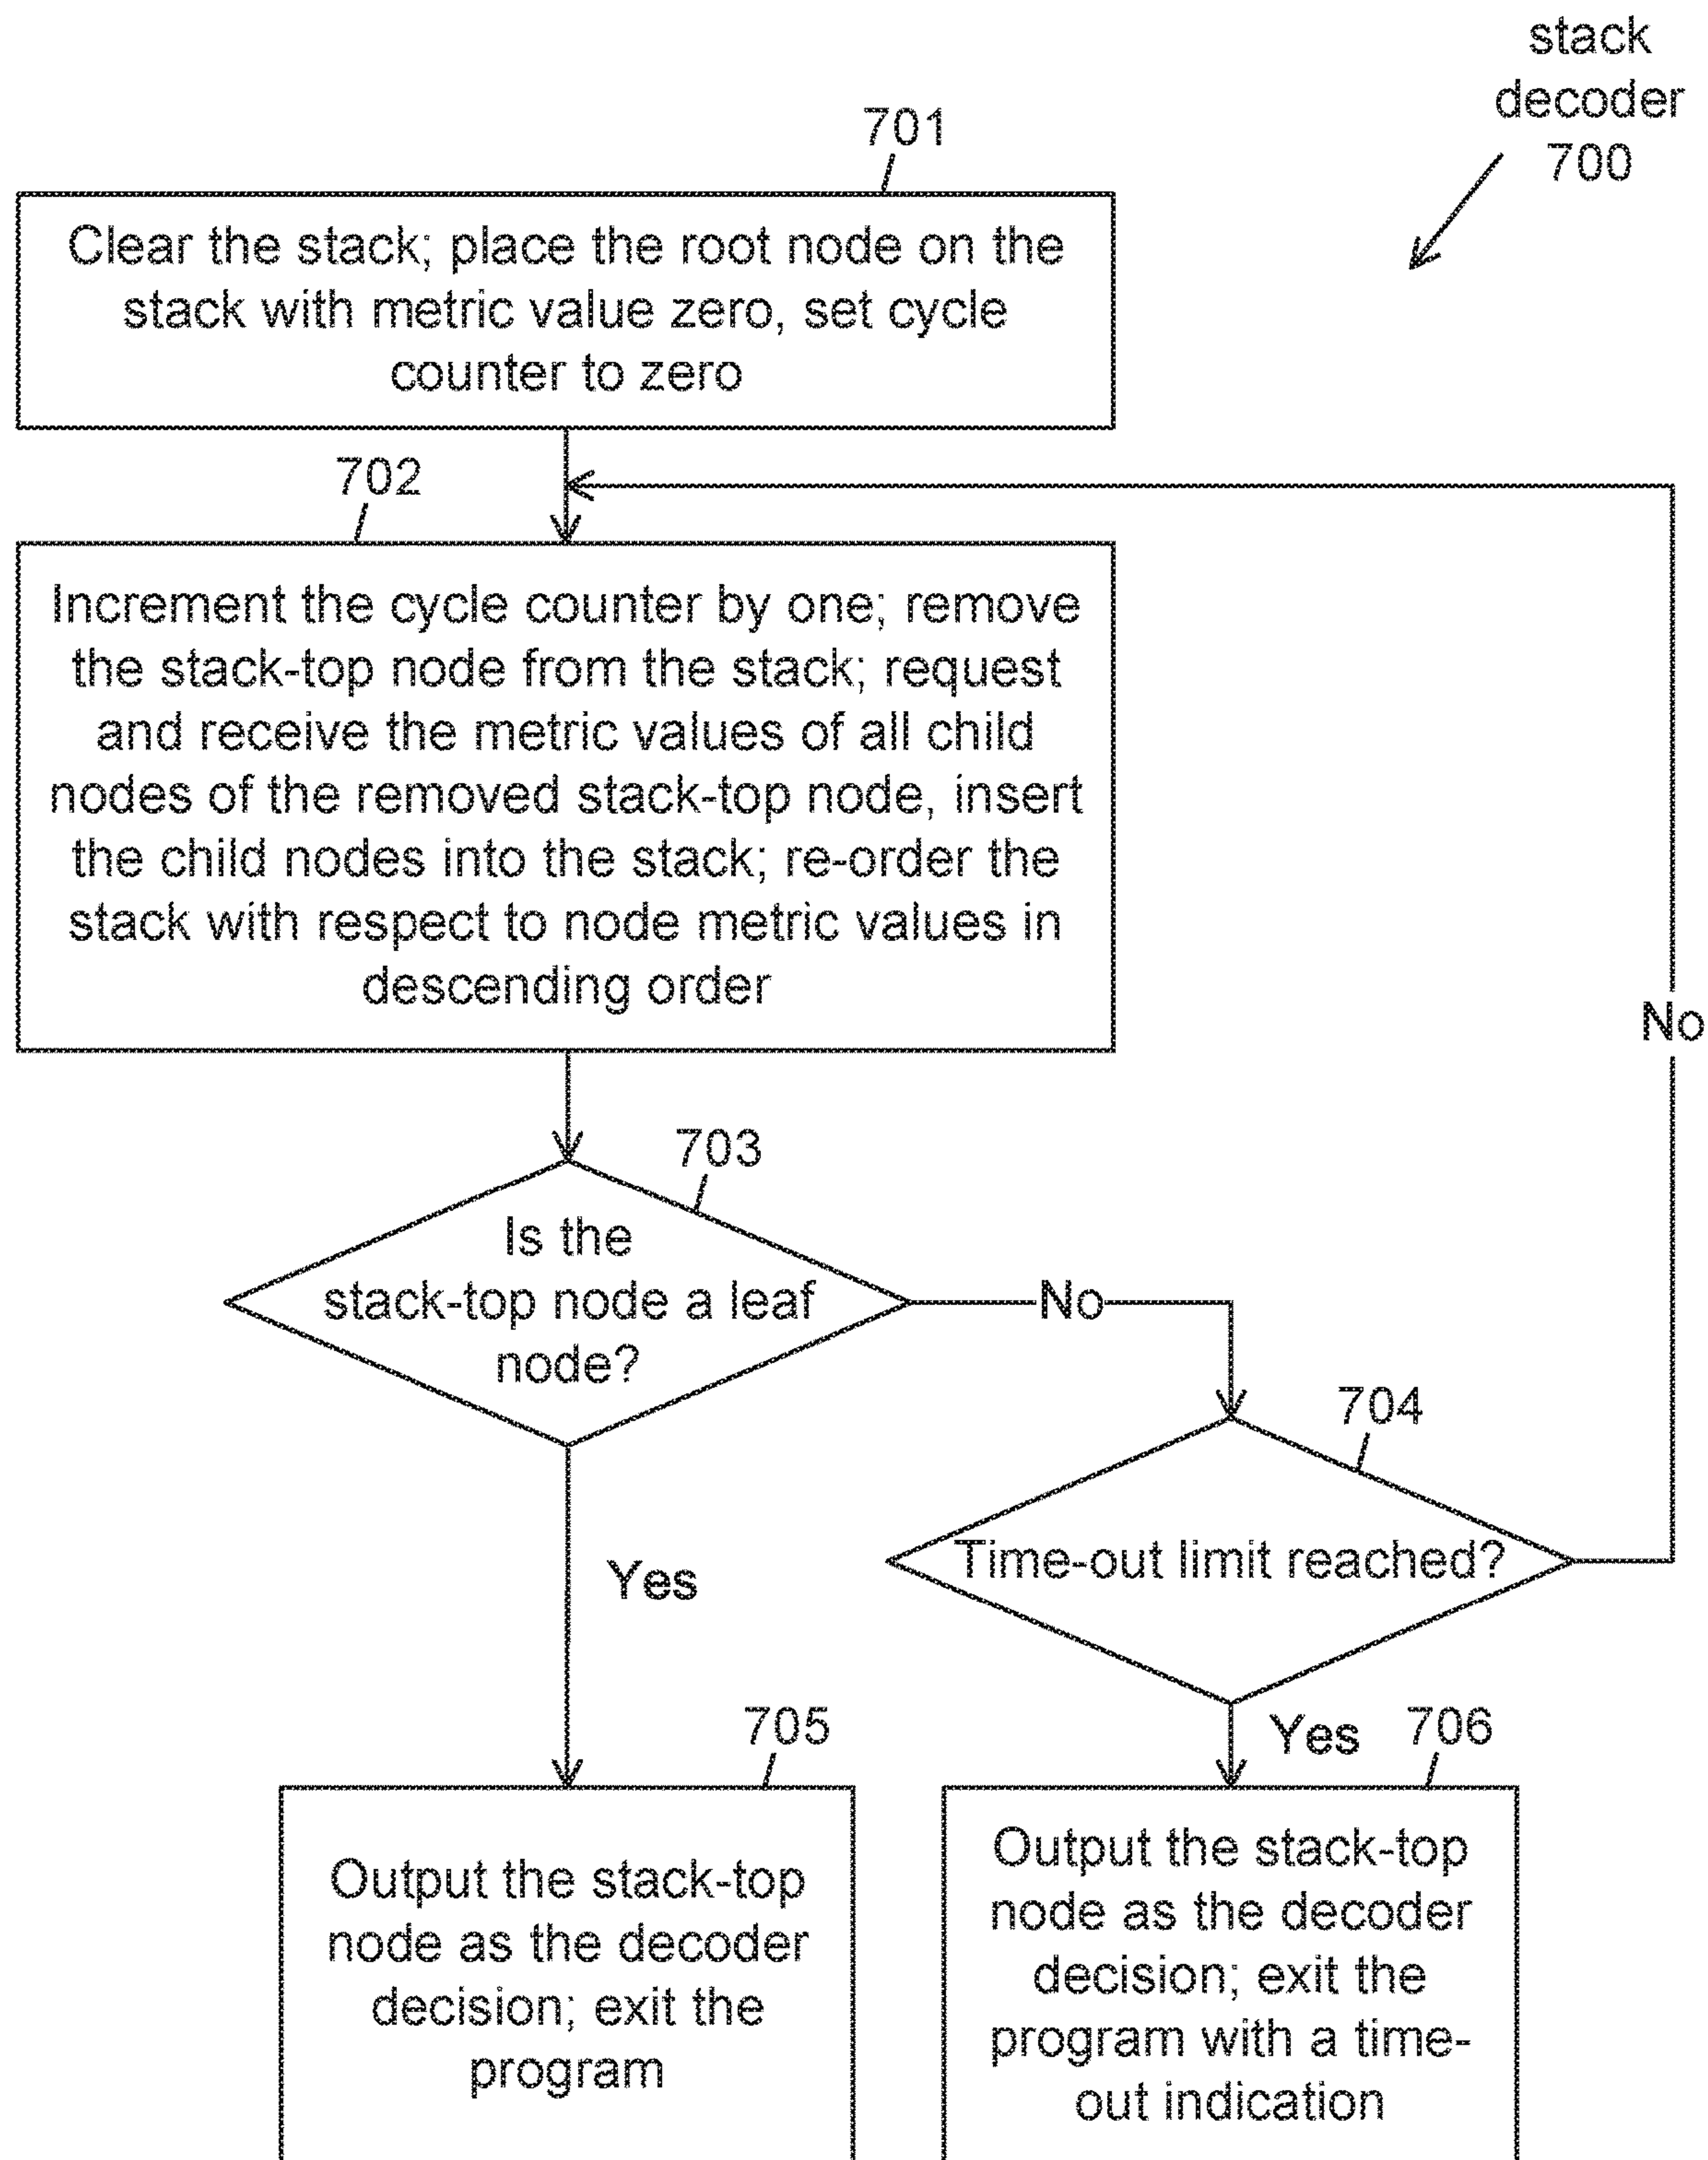 stack
decoder
700
701
Clear the stack; place the root node on the
stack with metric value zero, set cycle
counter to zero
702
Increment the cycle counter by one; remove
the stack-top node from the stack; request
and receive the metric values of all child
nodes of the removed stack-top node, insert
the child nodes into the stack; re-order the
stack with respect to node metric values in
descending order
No
703
Is the
stack-top node a leaf
node?
No
704
Time-out limit reached?
Yes
Yes
705
706
Output the stack-top
node as the decoder
decision; exit the
program
Output the stack-top
node as the decoder
decision; exit the
program with a time-
out indication